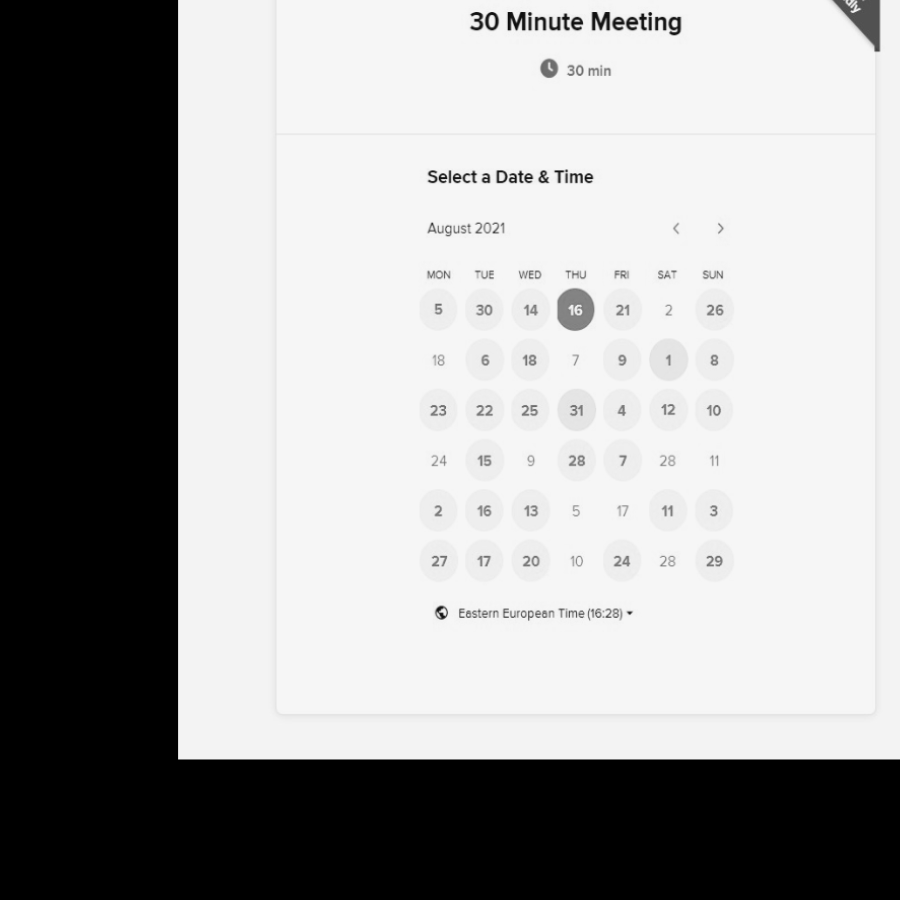 30 Minute Meeting
30 min
Select a Date & Time
August 2021
MON TUE WED THU FRI SAT SUN
5 30 14 16 21 2 26
18 6 18 7 9 1 8
23 22 25 31 4 12 10
24 15 9 28 7 28 11
2 16 13 5 17 11 3
27 17 20 10 24 28 29
Eastern European Time (16:28)